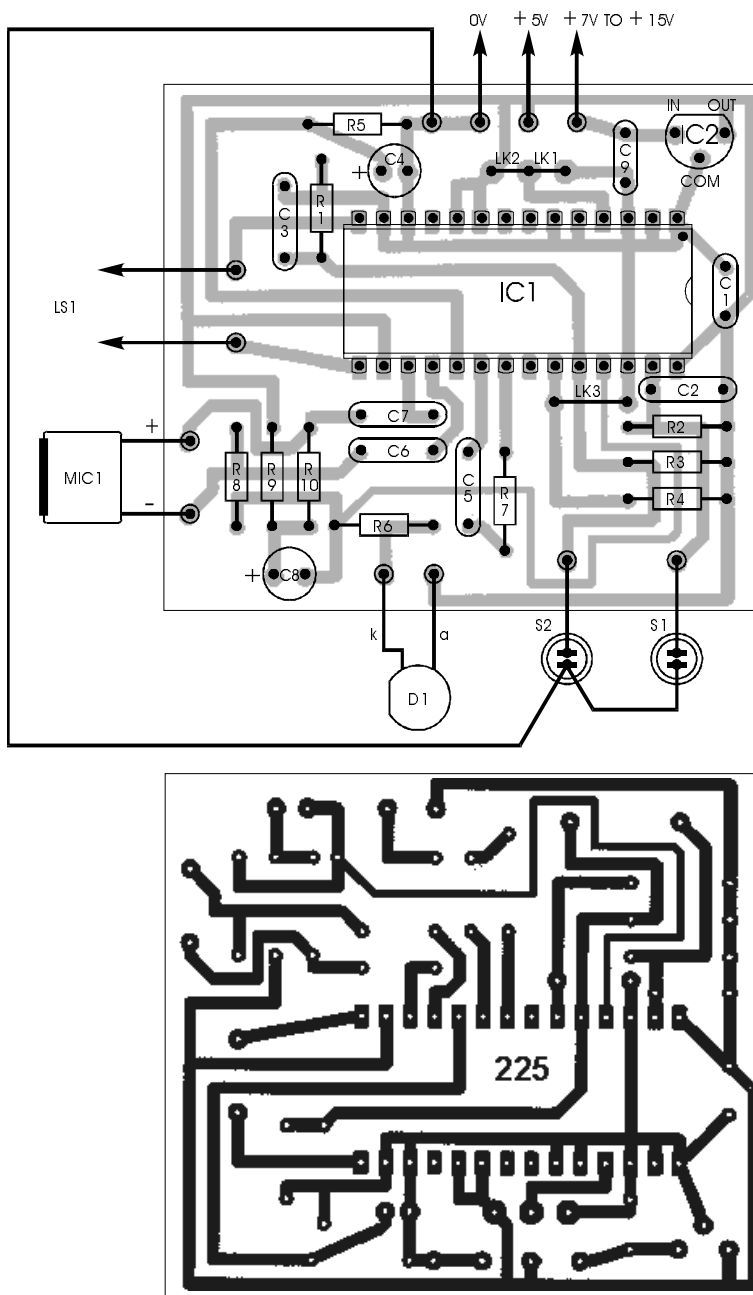 0V + 5V + 7V TO + 15V
IN OUT
R5 IC2
C4 C9
+ LK2 LK1
COM
R1
C3
IC1 C1
LS1
LK3 C2
C7
+ R2
C6
MIC1 R8 R9 R10 R3
C5 R7 R4
−
R6
+ C8
k a S2 S1
D1
225